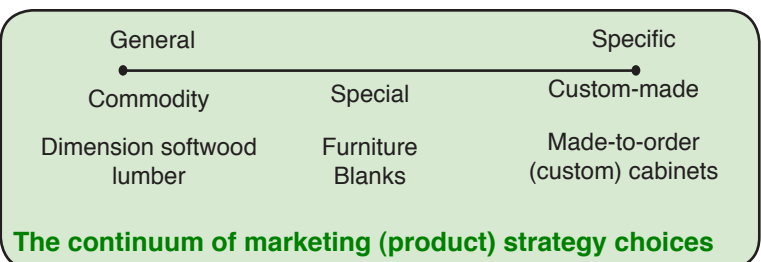 General Specific
Commodity Special Custom-made
Dimension softwood Furniture Made-to-order
lumber Blanks (custom) cabinets
The continuum of marketing (product) strategy choices